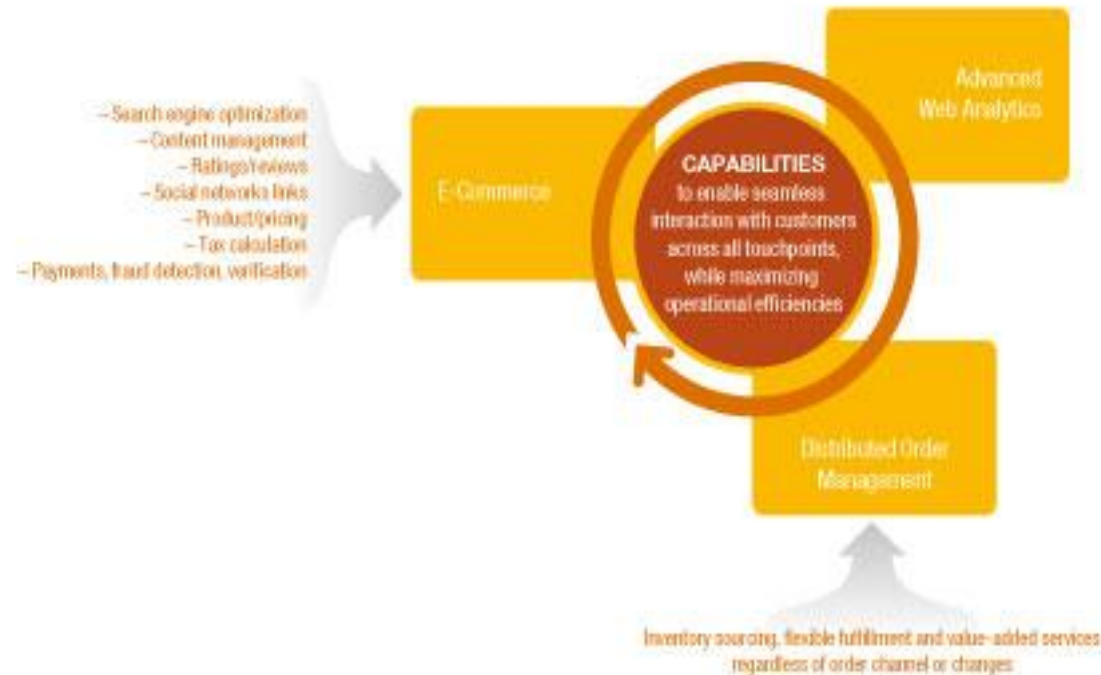 – Search engine optimization
– Content management
– Ratings/reviews
– Social networks links
– Product/pricing
– Tax calculation
– Payments, fraud detection, verification
E-Commerce
CAPABILITIES
to enable seamless
interaction with customers
across all touchpoints,
while maximizing
operational efficiencies
Advanced
Web Analytics
Distributed Order
Management
Inventory sourcing, flexible fulfillment and value-added services
regardless of order channel or changes